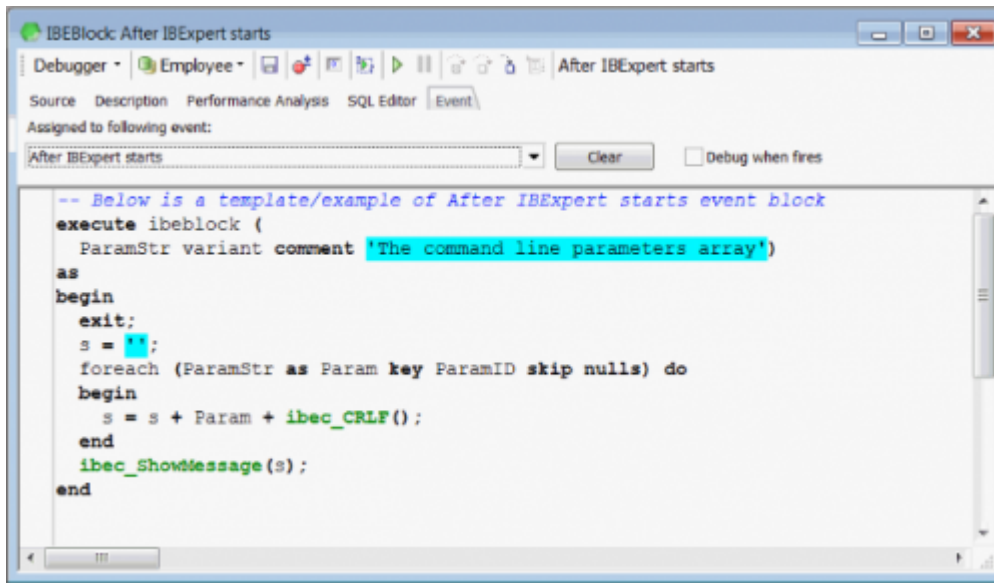 IBEBlock: After IBExpert starts
Debugger Employee After IBExpert starts
Source Description Performance Analysis SQL Editor Event
Assigned to following event:
After IBExpert starts Clear Debug when fires
-- Below is a template/example of After IBExpert starts event block
execute ibeblock (
ParamStr variant comment 'The command line parameters array')
as
begin
exit;
s = '';
foreach (ParamStr as Param key ParamID skip nulls) do
begin
s = s + Param + ibec_CRLF();
end
ibec_ShowMessage(s);
end